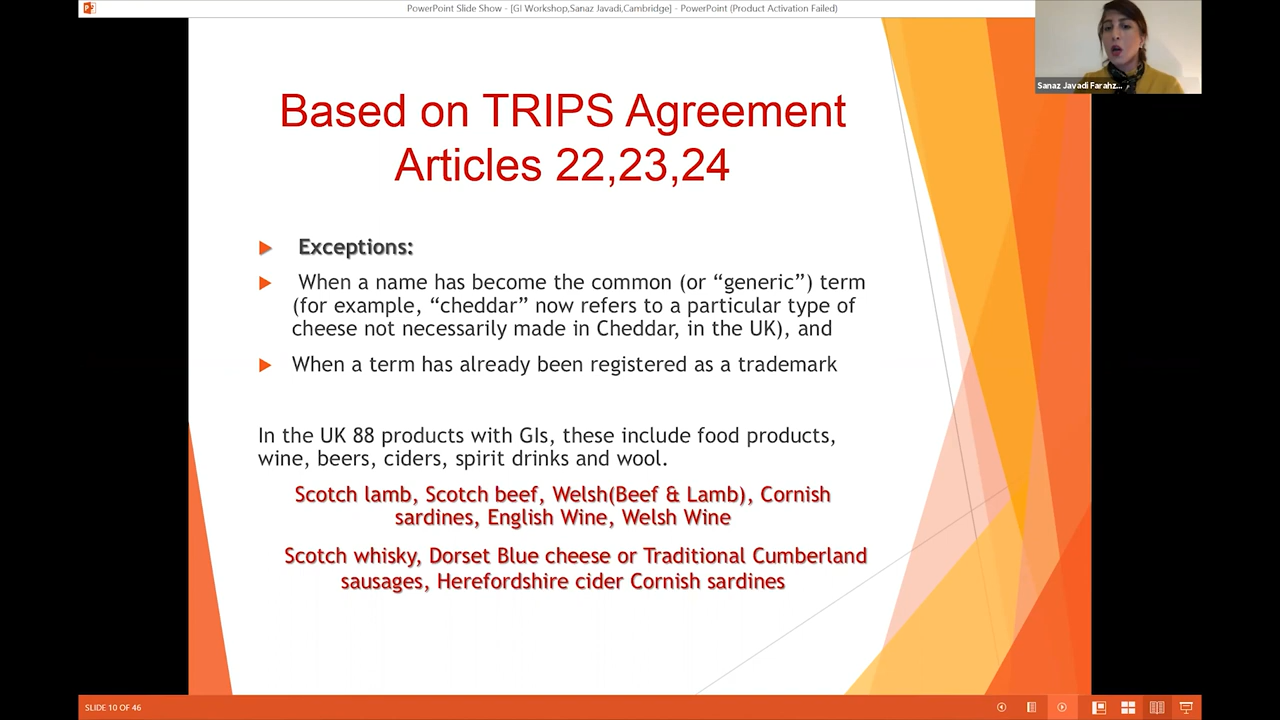 PowerPoint Slide Show - [GI Workshop,Sanaz Javadi,Cambridge] - PowerPoint (Product Activation Failed)
Sanaz Javadi Farahz...
Based on TRIPS Agreement
Articles 22,23,24
Exceptions:
When a name has become the common (or “generic”) term
(for example, “cheddar” now refers to a particular type of
cheese not necessarily made in Cheddar, in the UK), and
When a term has already been registered as a trademark
In the UK 88 products with GIs, these include food products,
wine, beers, ciders, spirit drinks and wool.
Scotch lamb, Scotch beef, Welsh(Beef & Lamb), Cornish
sardines, English Wine, Welsh Wine
Scotch whisky, Dorset Blue cheese or Traditional Cumberland
sausages, Herefordshire cider Cornish sardines
SLIDE 10 OF 46